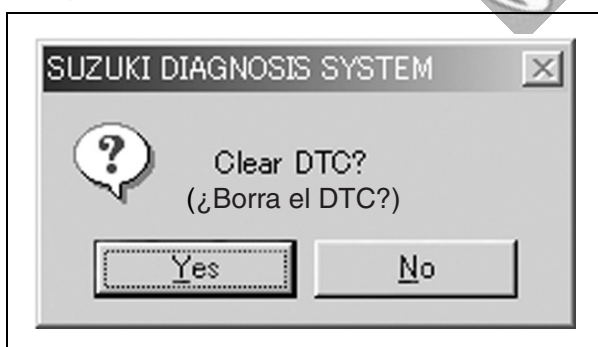 SUZUKI DIAGNOSIS SYSTEM
Clear DTC?
(¿Borra el DTC?)
Yes
No